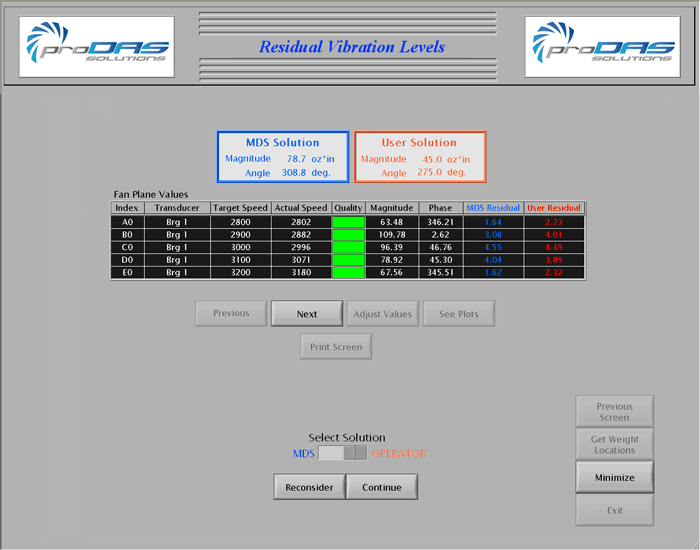 proDAS
SOLUTIONS
Residual Vibration Levels
proDAS
SOLUTIONS
MDS Solution
Magnitude 78.7 oz*in
Angle 308.8 deg.
User Solution
Magnitude 45.0 oz*in
Angle 275.0 deg.
Fan Plane Values
Index Transducer Target Speed Actual Speed Quality Magnitude Phase MDS Residual User Residual
A0 Brg 1 2800 2802 63.48 346.21 1.64 2.23
B0 Brg 1 2900 2882 109.78 2.62 3.08 4.01
C0 Brg 1 3000 2996 96.39 46.76 4.55 4.49
D0 Brg 1 3100 3071 78.92 45.30 4.04 3.89
E0 Brg 1 3200 3180 67.56 345.51 1.62 2.32
Previous Next Adjust Values See Plots
Print Screen
Previous
Screen
Get Weight
Locations
Minimize
Exit
Select Solution
MDS OPERATOR
Reconsider Continue